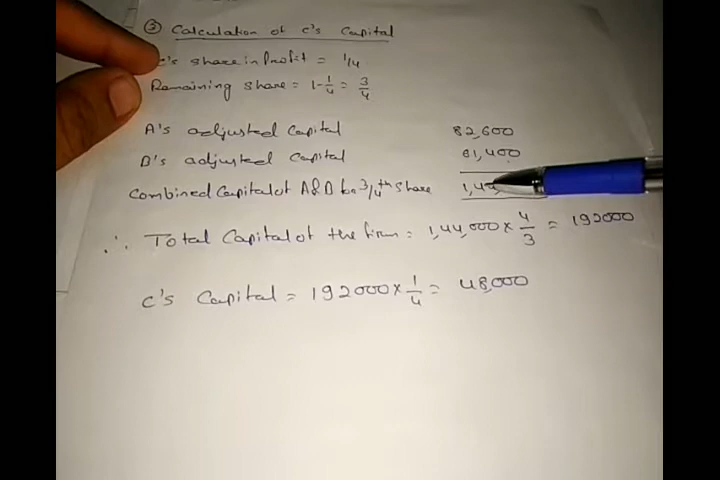 ③ Calculation of C's Capital
C's share in Profit = 1/4
Remaining share = 1-1/4 = 3/4
A's adjusted Capital 82,600
B's adjusted Capital 61,400
Combined Capital of A & B for 3/4th share 1,4
∴ Total Capital of the firm = 1,44,000 × 4/3 = 192000
C's Capital = 192000 × 1/4 = 48,000